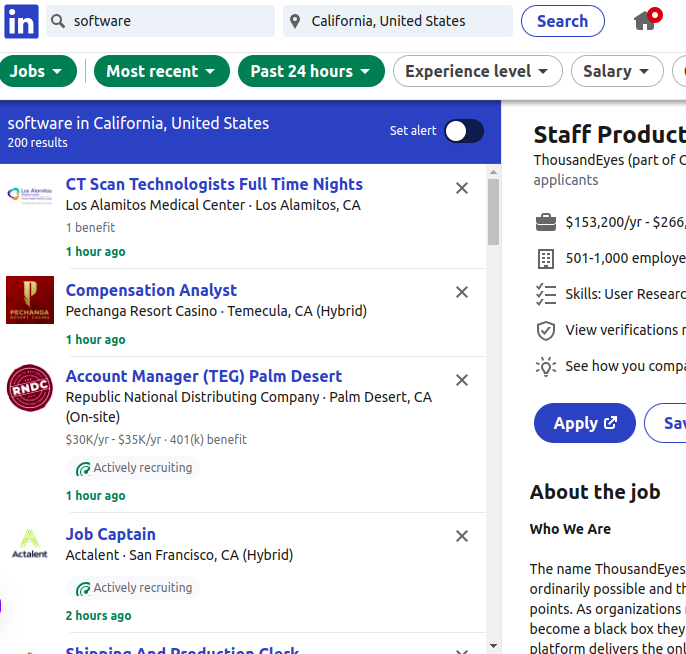 in
software
California, United States
Search
Jobs
Most recent
Past 24 hours
Experience level
Salary
software in California, United States
200 results
Set alert
CT Scan Technologists Full Time Nights
Los Alamitos Medical Center · Los Alamitos, CA
1 benefit
1 hour ago
PECHANGA
RESORT CASINO
Compensation Analyst
Pechanga Resort Casino · Temecula, CA (Hybrid)
1 hour ago
RNDC
Account Manager (TEG) Palm Desert
Republic National Distributing Company · Palm Desert, CA
(On-site)
$30K/yr - $35K/yr · 401(k) benefit
Actively recruiting
1 hour ago
Actalent
Job Captain
Actalent · San Francisco, CA (Hybrid)
Actively recruiting
2 hours ago
Shipping And Production Clerk
Staff Product
ThousandEyes (part of C
applicants
$153,200/yr - $266,
501-1,000 employe
Skills: User Researc
View verifications r
See how you compa
Apply
Sav
About the job
Who We Are
The name ThousandEyes
ordinarily possible and th
points. As organizations
become a black box they
platform delivers the onl